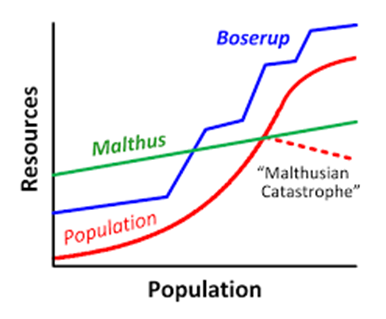 Boserup
Malthus
Resources
"Malthusian
Catastrophe"
Population
Population